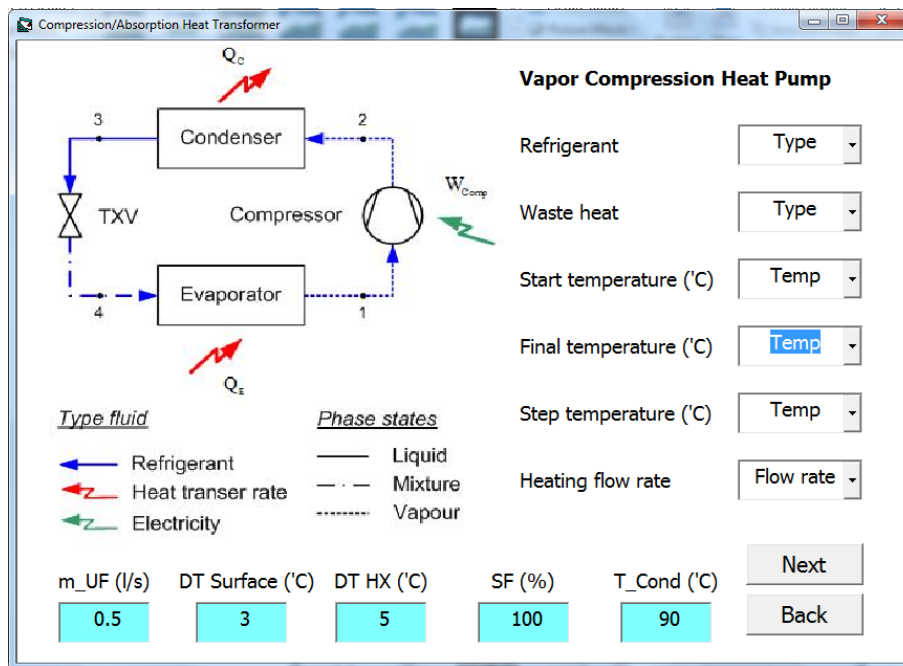 Compression/Absorption Heat Transformer
Q_C
Vapor Compression Heat Pump
3
2
Condenser
Refrigerant
Type
W_Comp
TXV
Compressor
Waste heat
Type
Start temperature ('C)
Temp
Evaporator
4
1
Final temperature ('C)
Temp
Q_E
Type fluid
Phase states
Step temperature ('C)
Temp
Refrigerant
Liquid
Heat transer rate
Mixture
Heating flow rate
Flow rate
Electricity
Vapour
Next
m_UF (l/s)
DT Surface ('C)
DT HX ('C)
SF (%)
T_Cond ('C)
0.5
3
5
100
90
Back